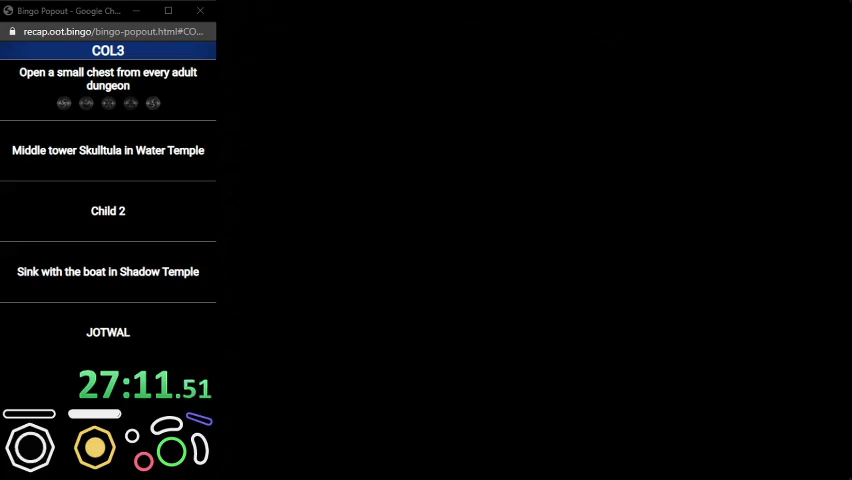 Bingo Popout - Google Ch...
recap.oot.bingo/bingo-popout.html#CO...
COL3
Open a small chest from every adult
dungeon
Middle tower Skulltula in Water Temple
Child 2
Sink with the boat in Shadow Temple
JOTWAL
27:11.51